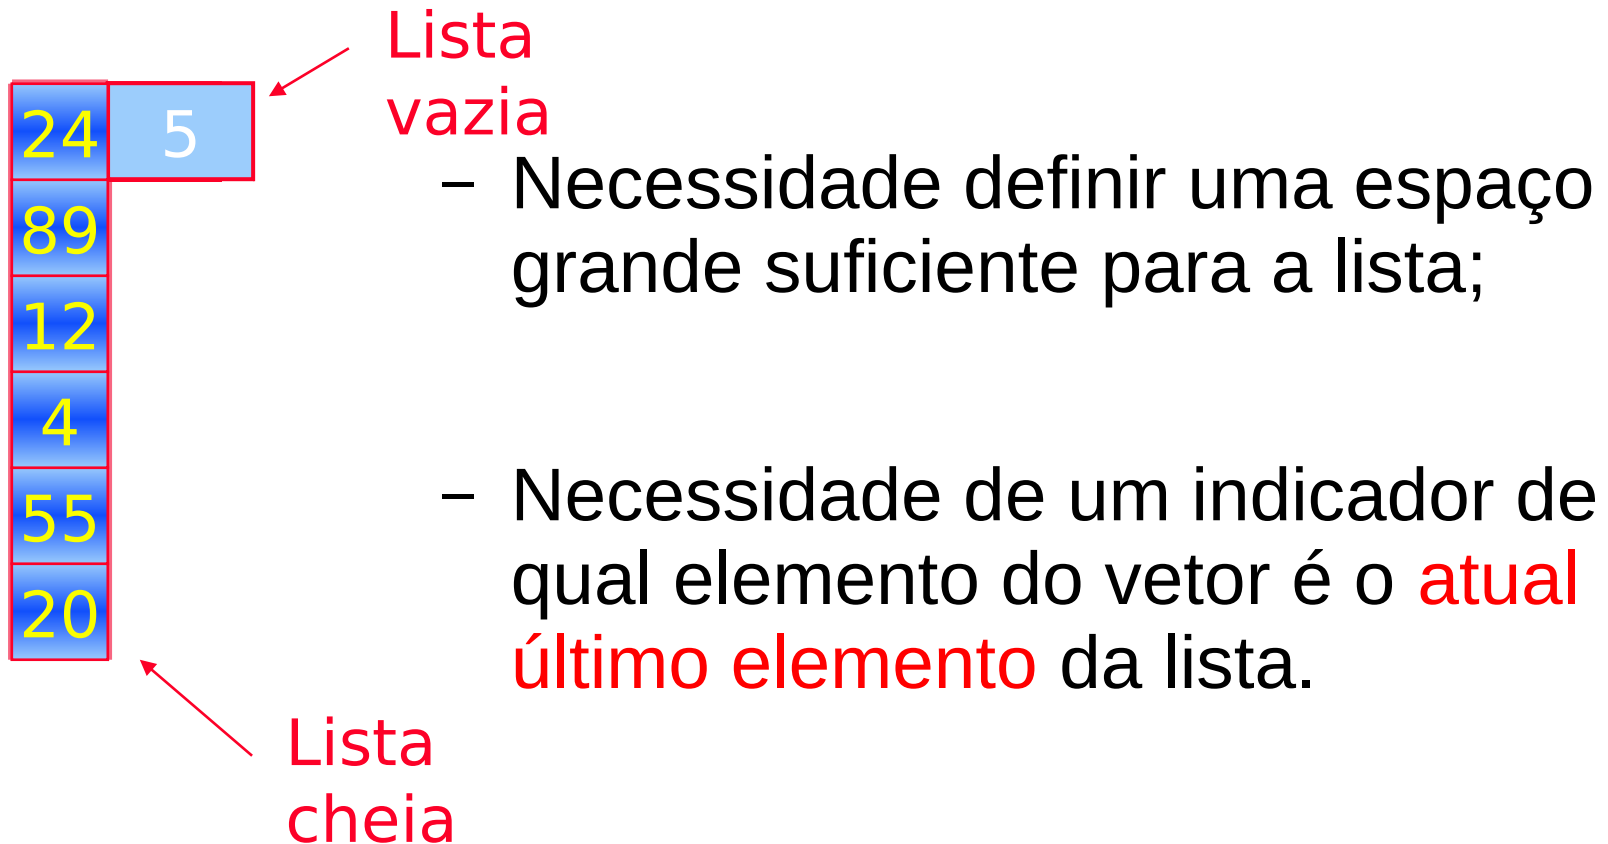 Lista
vazia
24 5
89
12
4
55
20
– Necessidade definir uma espaço
grande suficiente para a lista;
– Necessidade de um indicador de
qual elemento do vetor é o atual
último elemento da lista.
Lista
cheia